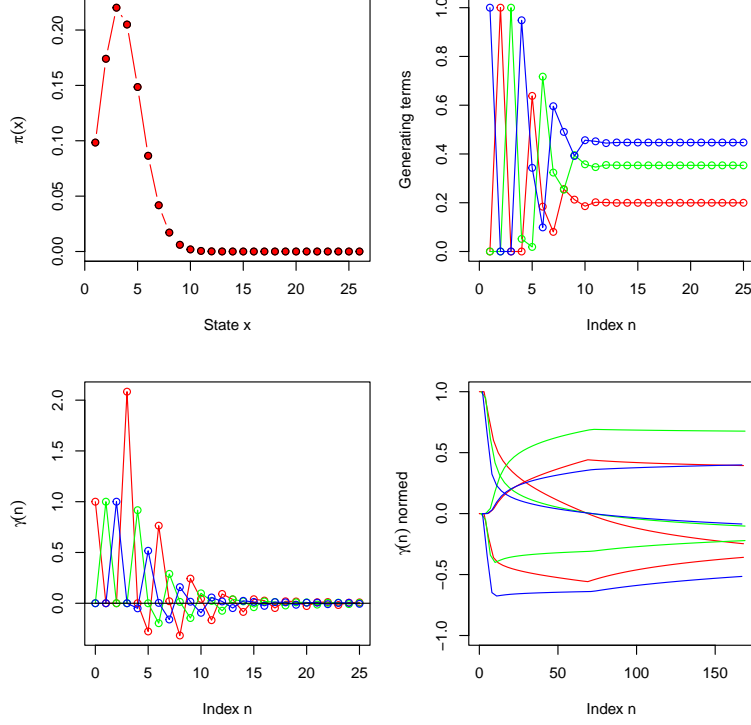 π(x)
0.00 0.05 0.10 0.15 0.20
0 5 10 15 20 25
State x
Generating terms
0.0 0.2 0.4 0.6 0.8 1.0
0 5 10 15 20 25
Index n
γ(n)
0.0 0.5 1.0 1.5 2.0
0 5 10 15 20 25
Index n
γ(n) normed
−1.0 −0.5 0.0 0.5 1.0
0 50 100 150
Index n